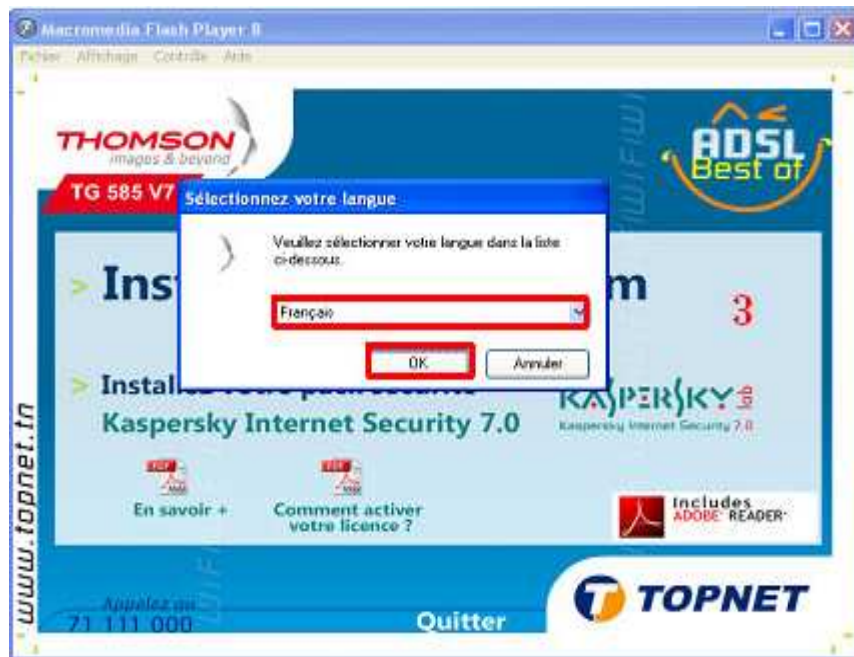 Macromedia Flash Player 8
Fichier Affichage Contrôle Aide
THOMSON
images & beyond
TG 585 V7
ADSL
Best of
WIFI
Sélectionnez votre langue
Veuillez sélectionner votre langue dans la liste
ci-dessous.
Français
OK
Annuler
> Ins
m
3
> Install
Kaspersky Internet Security 7.0
KASPERSKY lab
Kaspersky Internet Security 7.0
En savoir +
Comment activer
votre licence ?
Includes
ADOBE READER
www.topnet.tn
Appelez au
71 111 000
Quitter
TOPNET